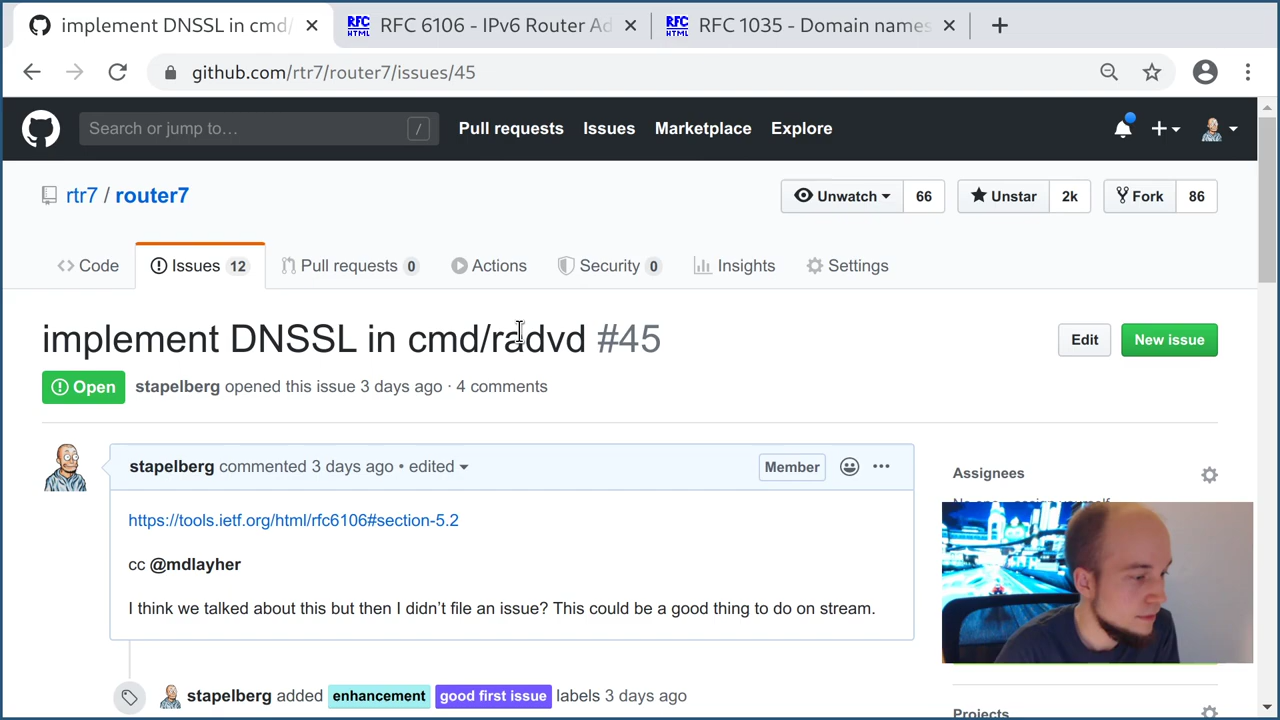 implement DNSSL in cmd/
RFC HTML RFC 6106 - IPv6 Router Ad
RFC HTML RFC 1035 - Domain names
github.com/rtr7/router7/issues/45
Search or jump to… /
Pull requests Issues Marketplace Explore
rtr7 / router7
Unwatch 66 Unstar 2k Fork 86
Code Issues 12 Pull requests 0 Actions Security 0 Insights Settings
implement DNSSL in cmd/radvd #45
Edit New issue
Open stapelberg opened this issue 3 days ago · 4 comments
stapelberg commented 3 days ago • edited Member
https://tools.ietf.org/html/rfc6106#section-5.2
cc @mdlayher
I think we talked about this but then I didn't file an issue? This could be a good thing to do on stream.
stapelberg added enhancement good first issue labels 3 days ago
Assignees
Projects